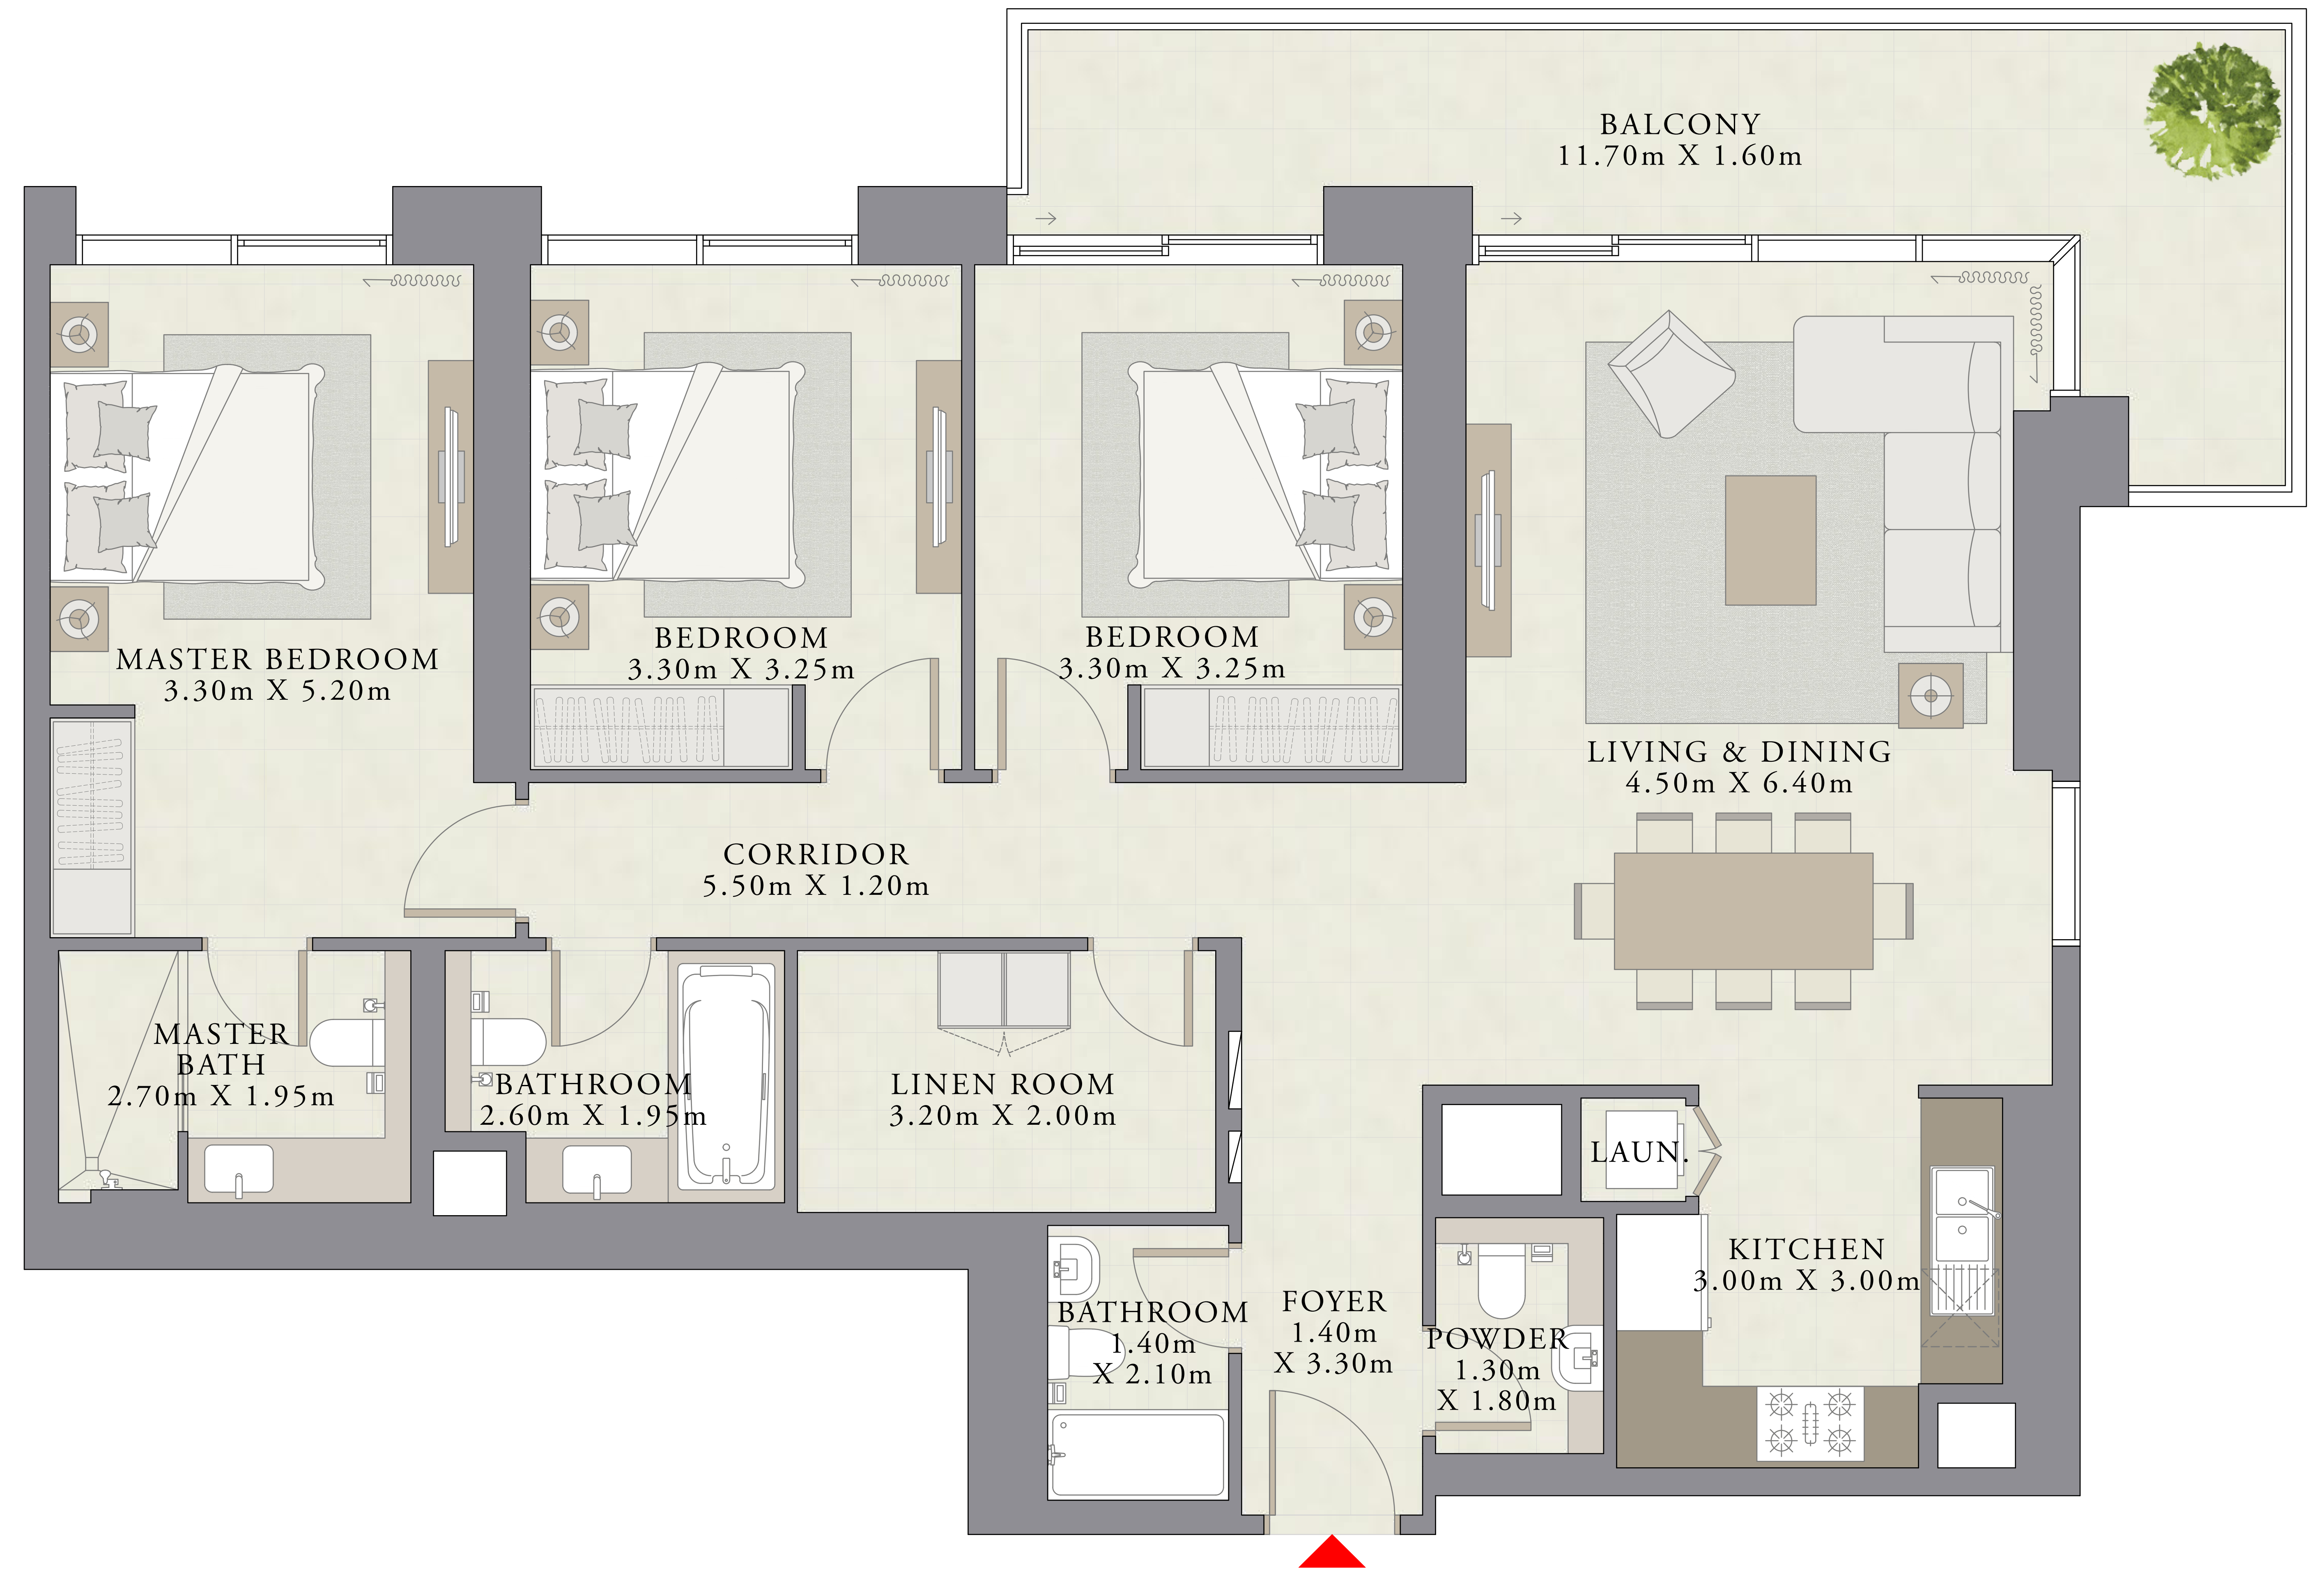 BALCONY
11.70m X 1.60m
MASTER BEDROOM
3.30m X 5.20m
BEDROOM
3.30m X 3.25m
BEDROOM
3.30m X 3.25m
LIVING & DINING
4.50m X 6.40m
CORRIDOR
5.50m X 1.20m
MASTER
BATH
2.70m X 1.95m
BATHROOM
2.60m X 1.95m
LINEN ROOM
3.20m X 2.00m
LAUN.
KITCHEN
3.00m X 3.00m
BATHROOM
1.40m
X 2.10m
FOYER
1.40m
X 3.30m
POWDER
1.30m
X 1.80m